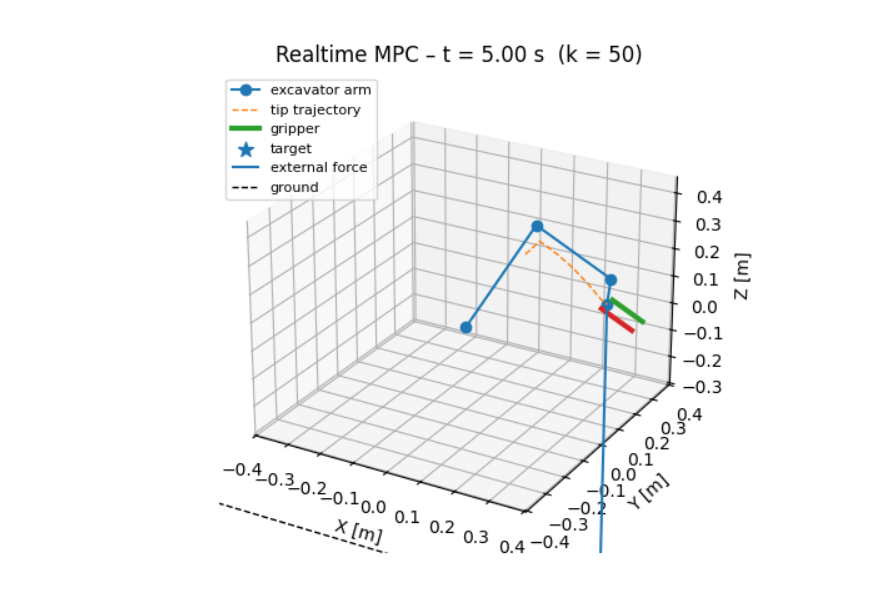 Realtime MPC – t = 5.00 s  (k = 50)
excavator arm
tip trajectory
gripper
target
external force
ground
0.4
0.3
0.2
0.1
0.0
−0.1
−0.2
−0.3
Z [m]
0.4
0.3
0.2
0.1
0.0
−0.1
−0.2
−0.3
−0.4
Y [m]
−0.4
−0.3
−0.2
−0.1
0.0
0.1
0.2
0.3
0.4
X [m]